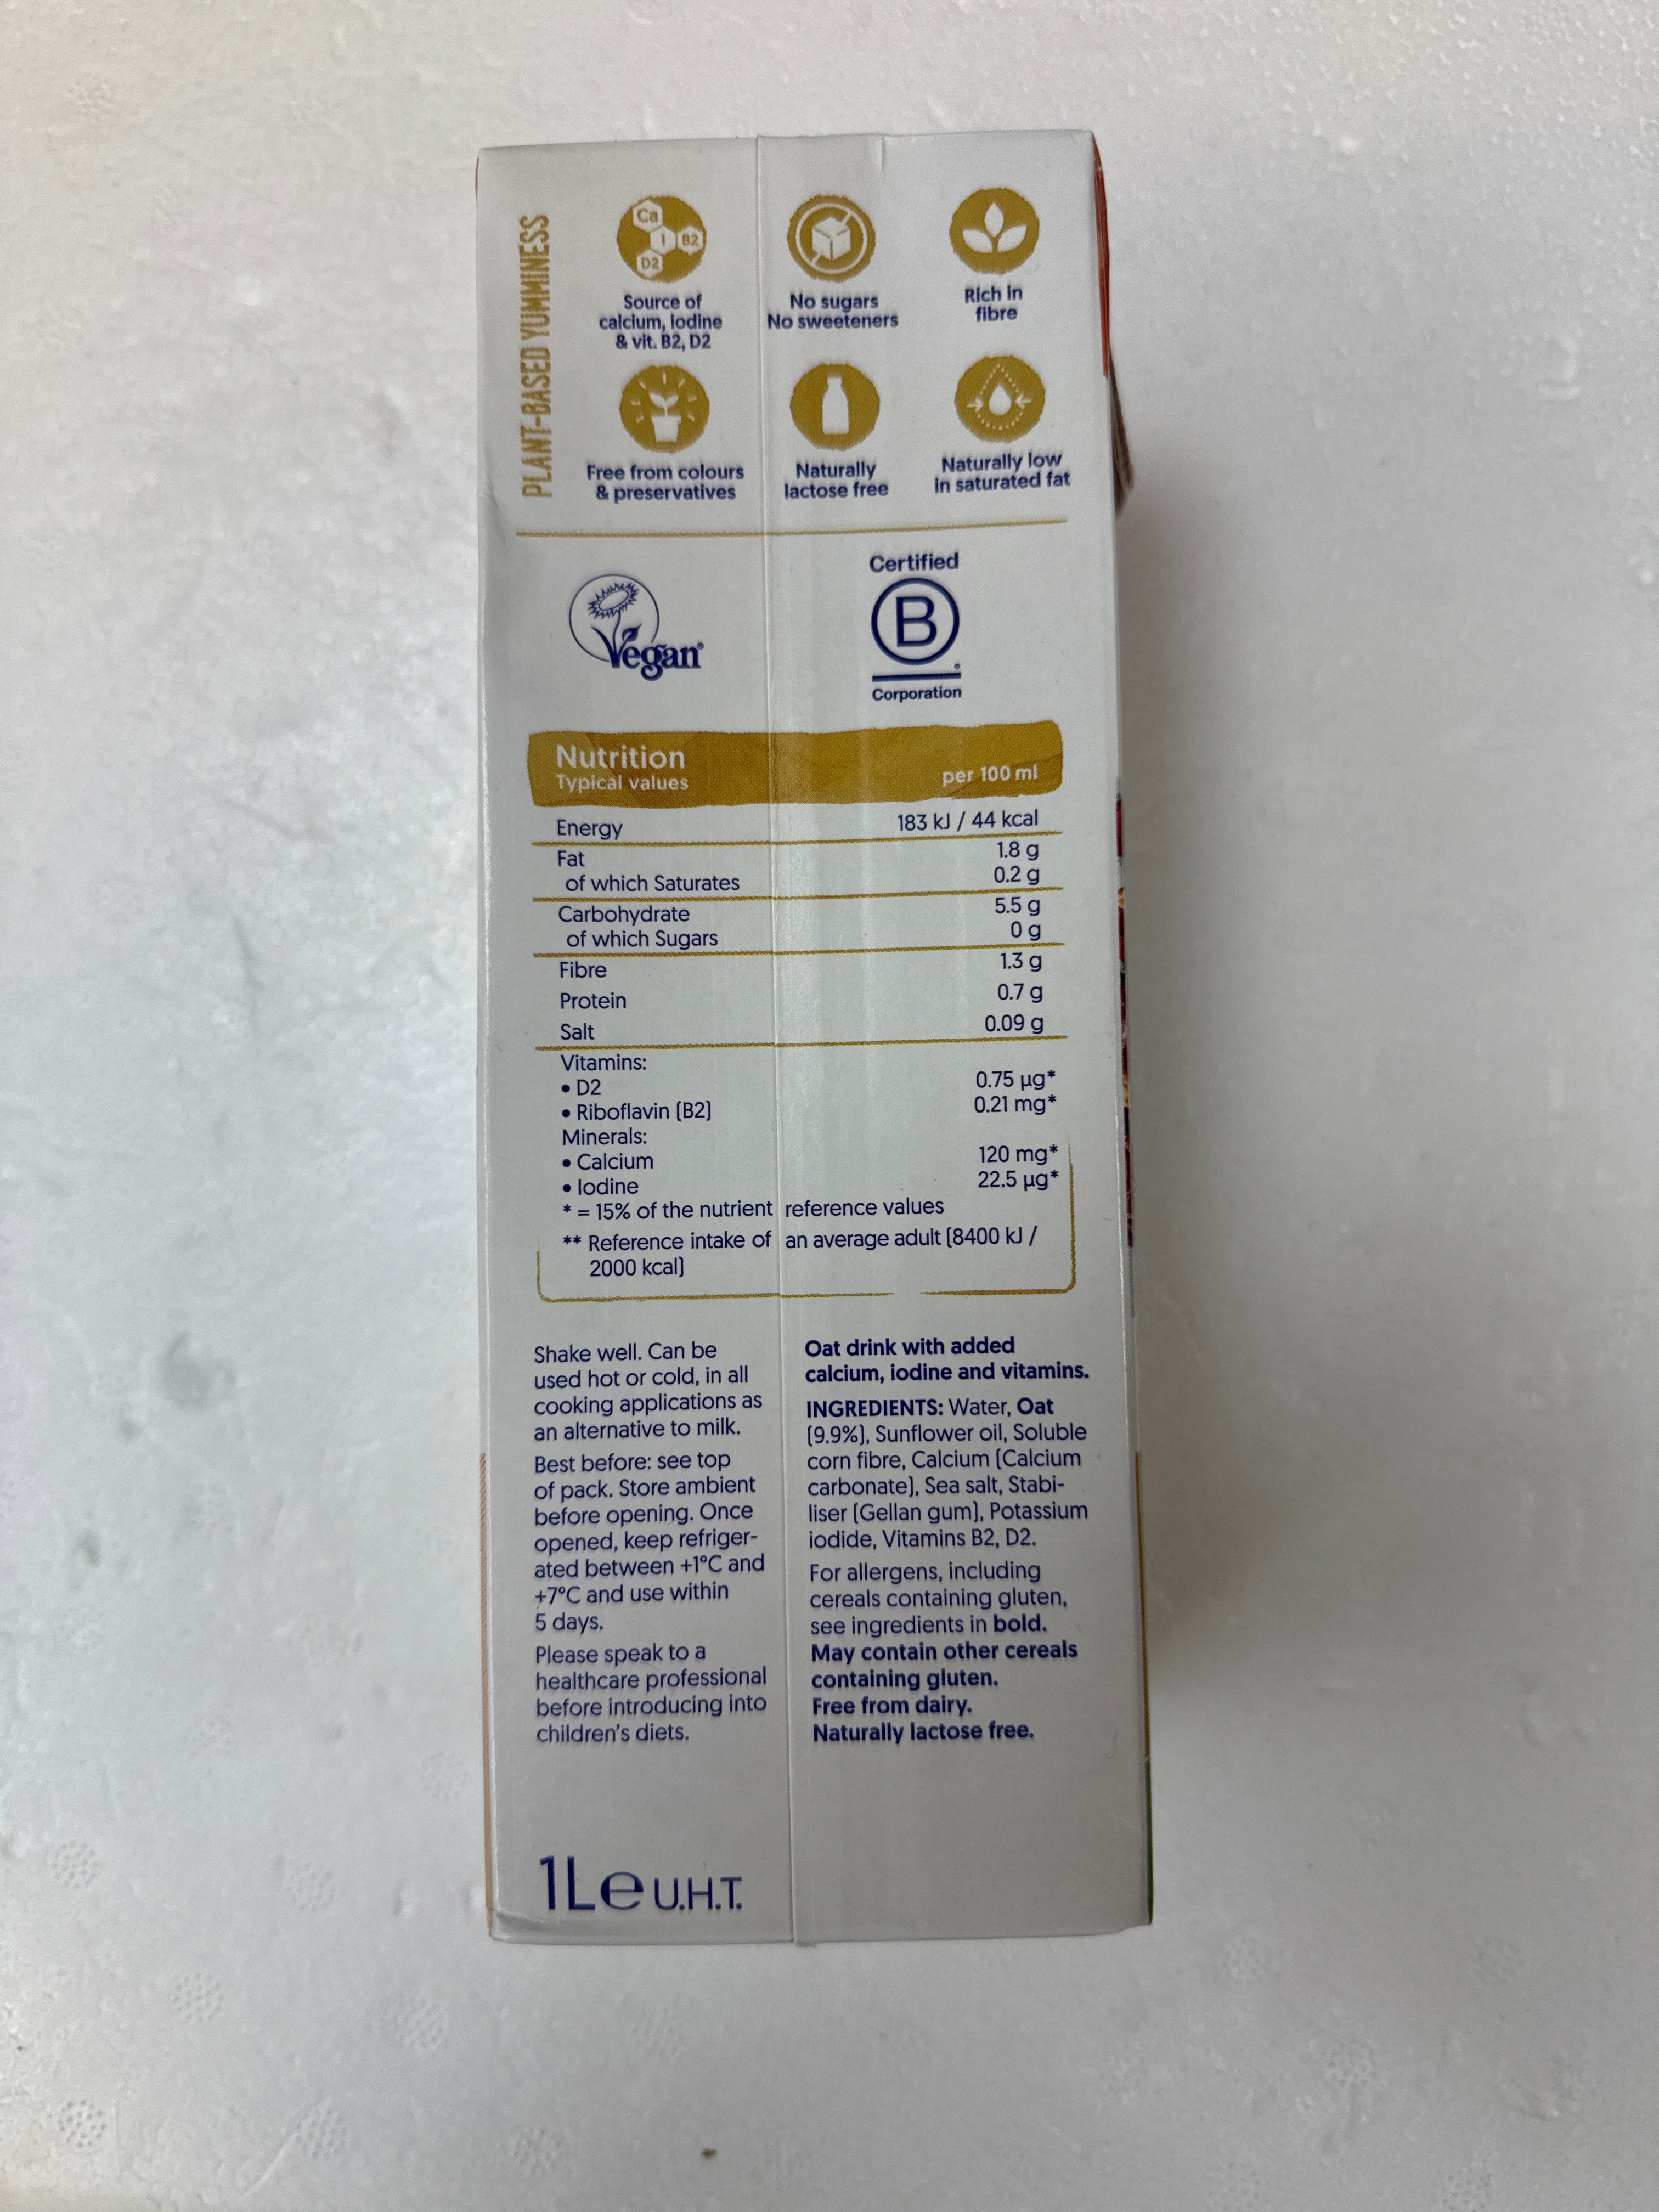 PLANT-BASED YUMMINESS
Ca
I B2
D2
Source of
calcium, iodine
& vit. B2, D2
No sugars
No sweeteners
Rich in
fibre
Free from colours
& preservatives
Naturally
lactose free
Naturally low
in saturated fat
Vegan
Certified
B
®
Corporation
Nutrition
Typical values per 100 ml
Energy 183 kJ / 44 kcal
Fat 1.8 g
of which Saturates 0.2 g
Carbohydrate 5.5 g
of which Sugars 0 g
Fibre 1.3 g
Protein 0.7 g
Salt 0.09 g
Vitamins:
• D2 0.75 µg*
• Riboflavin (B2) 0.21 mg*
Minerals:
• Calcium 120 mg*
• Iodine 22.5 µg*
* = 15% of the nutrient reference values
** Reference intake of an average adult (8400 kJ /
2000 kcal)
Shake well. Can be
used hot or cold, in all
cooking applications as
an alternative to milk.
Best before: see top
of pack. Store ambient
before opening. Once
opened, keep refriger-
ated between +1°C and
+7°C and use within
5 days.
Please speak to a
healthcare professional
before introducing into
children's diets.
Oat drink with added
calcium, iodine and vitamins.
INGREDIENTS: Water, Oat
(9.9%), Sunflower oil, Soluble
corn fibre, Calcium (Calcium
carbonate), Sea salt, Stabi-
liser (Gellan gum), Potassium
iodide, Vitamins B2, D2.
For allergens, including
cereals containing gluten,
see ingredients in bold.
May contain other cereals
containing gluten.
Free from dairy.
Naturally lactose free.
1L e U.H.T.